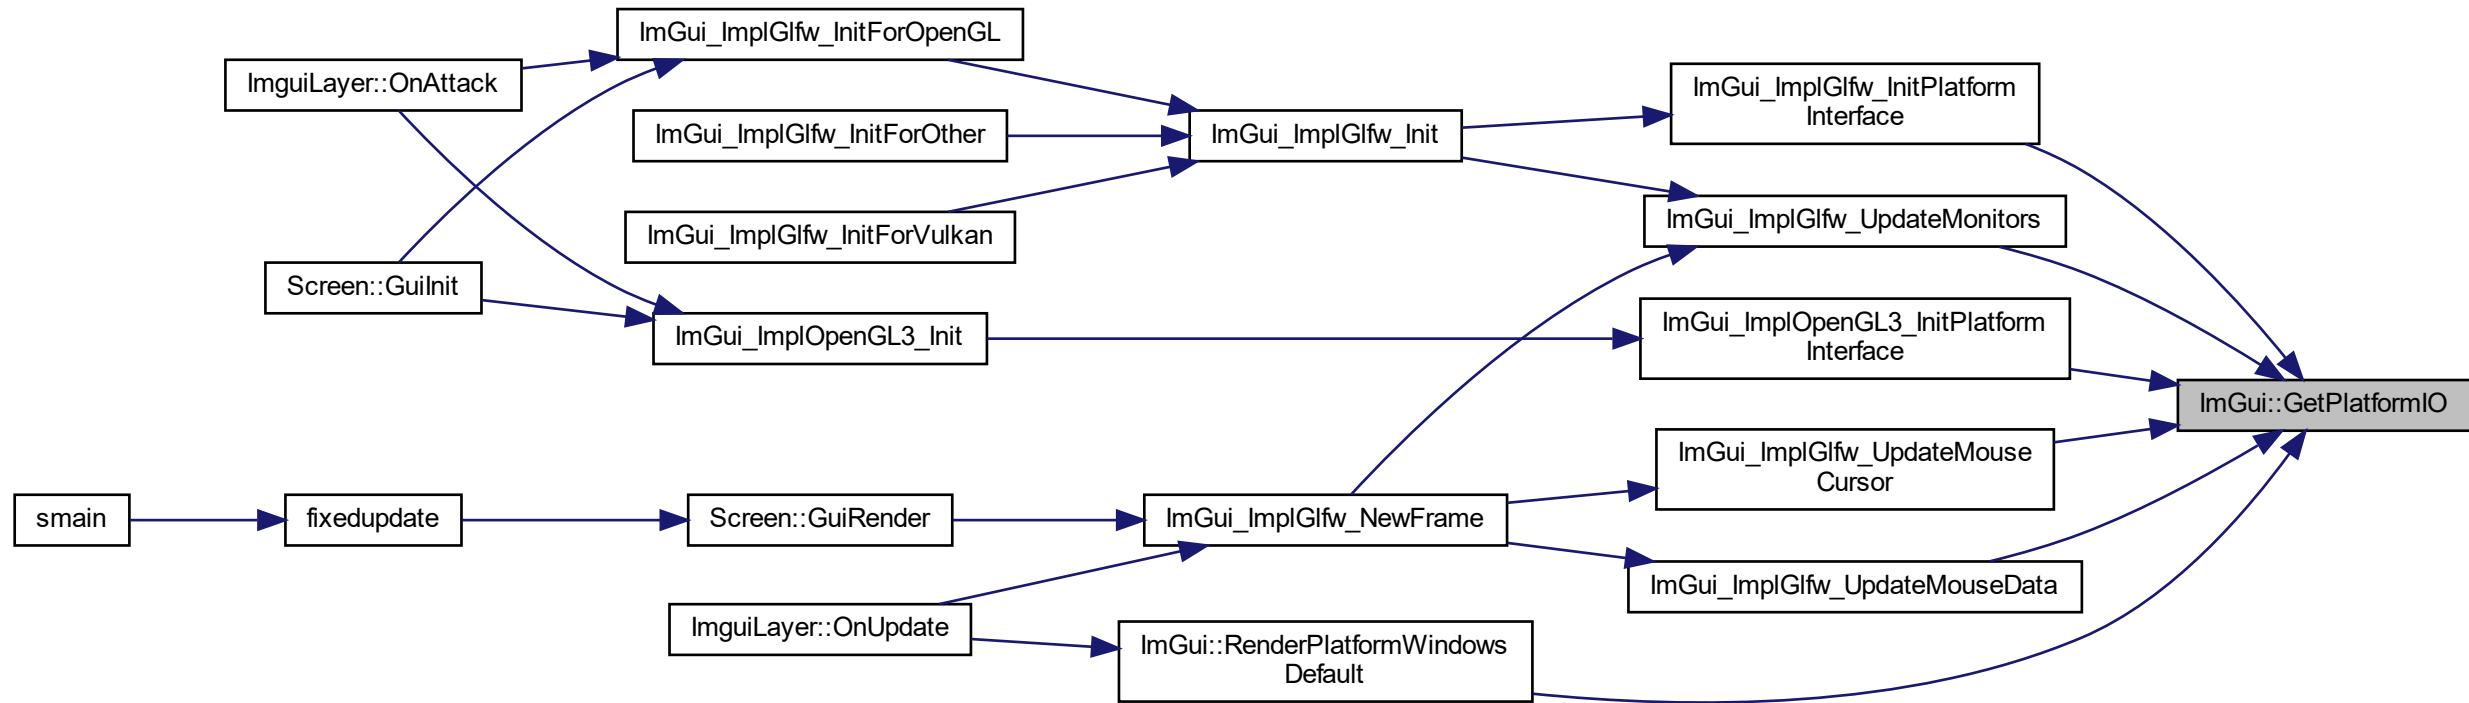 ImGui_ImplGlfw_InitForOpenGL
ImguiLayer::OnAttack
ImGui_ImplGlfw_InitPlatform
Interface
ImGui_ImplGlfw_InitForOther
ImGui_ImplGlfw_Init
ImGui_ImplGlfw_UpdateMonitors
ImGui_ImplGlfw_InitForVulkan
Screen::GuiInit
ImGui_ImplOpenGL3_Init
ImGui_ImplOpenGL3_InitPlatform
Interface
ImGui::GetPlatformIO
ImGui_ImplGlfw_UpdateMouse
Cursor
smain
fixedupdate
Screen::GuiRender
ImGui_ImplGlfw_NewFrame
ImGui_ImplGlfw_UpdateMouseData
ImguiLayer::OnUpdate
ImGui::RenderPlatformWindows
Default